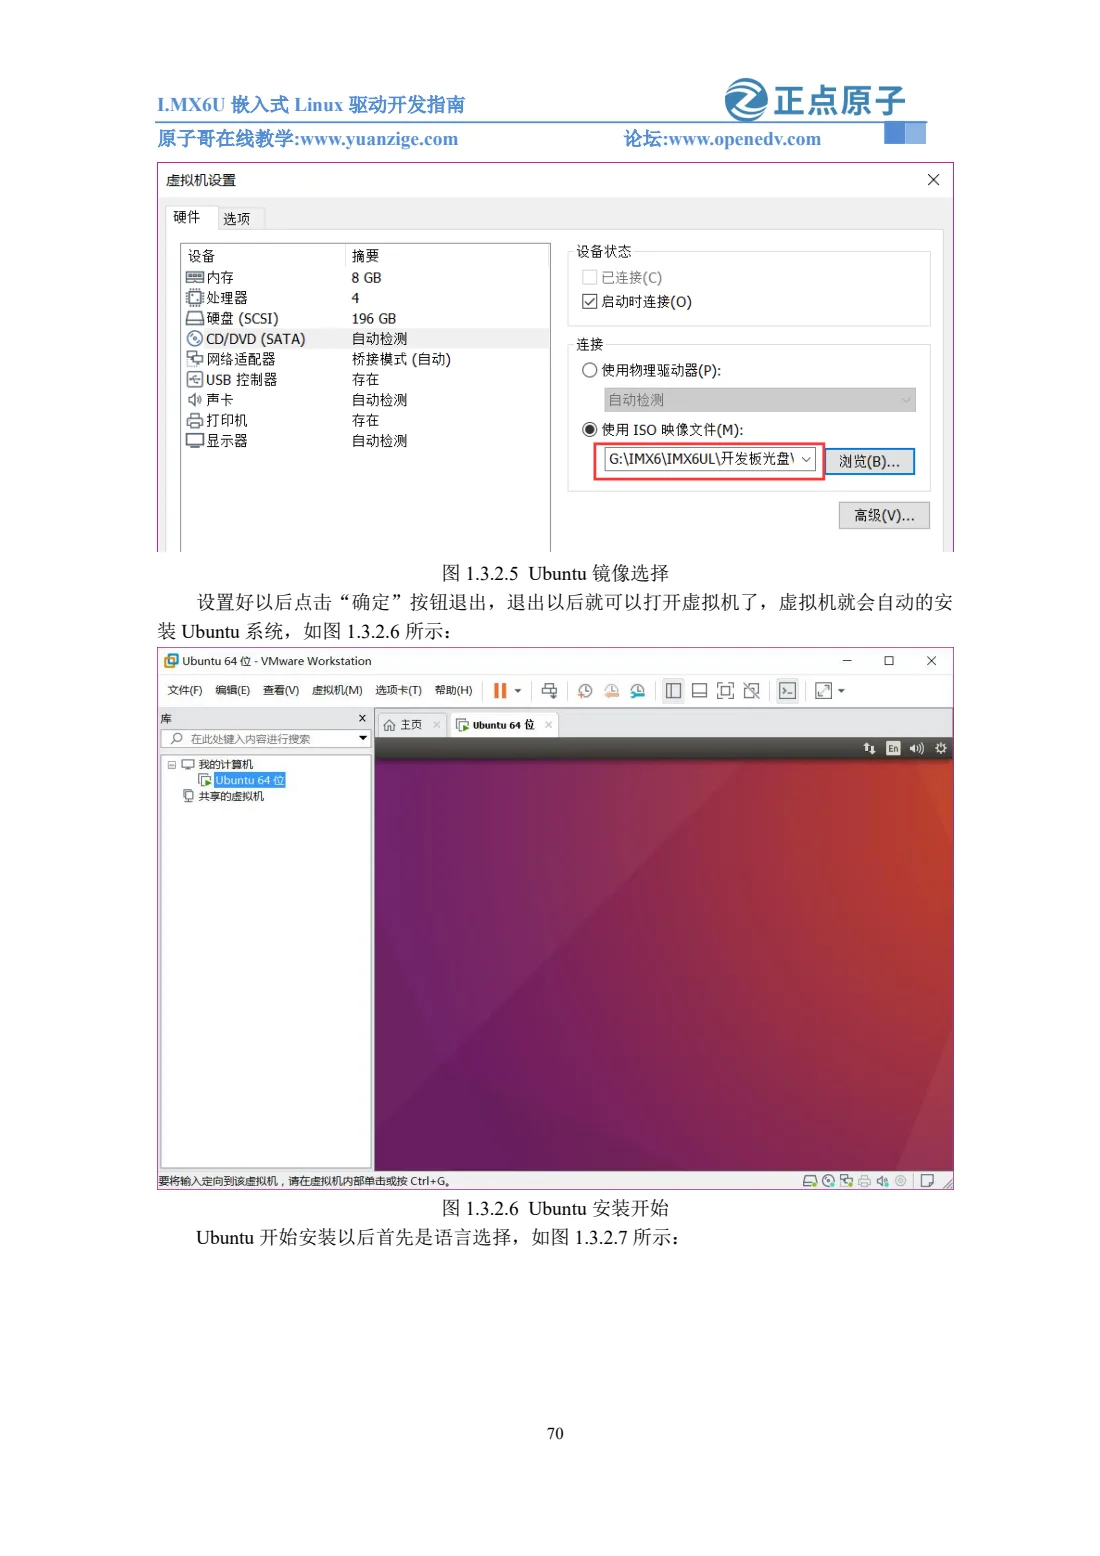 I.MX6U 嵌入式 Linux 驱动开发指南
正点原子
原子哥在线教学:www.yuanzige.com 论坛:www.openedv.com
虚拟机设置
硬件 选项
设备 摘要
内存 8 GB
处理器 4
硬盘 (SCSI) 196 GB
CD/DVD (SATA) 自动检测
网络适配器 桥接模式 (自动)
USB 控制器 存在
声卡 自动检测
打印机 存在
显示器 自动检测
设备状态
已连接(C)
启动时连接(O)
连接
使用物理驱动器(P):
自动检测
使用 ISO 映像文件(M):
G:\IMX6\IMX6UL\开发板光盘\ 浏览(B)...
高级(V)...
图 1.3.2.5 Ubuntu 镜像选择
设置好以后点击“确定”按钮退出，退出以后就可以打开虚拟机了，虚拟机就会自动的安
装 Ubuntu 系统，如图 1.3.2.6 所示：
Ubuntu 64 位 - VMware Workstation
文件(F) 编辑(E) 查看(V) 虚拟机(M) 选项卡(T) 帮助(H)
库
主页 Ubuntu 64 位
在此处键入内容进行搜索
En
我的计算机
Ubuntu 64 位
共享的虚拟机
要将输入定向到该虚拟机，请在虚拟机内部单击或按 Ctrl+G。
图 1.3.2.6 Ubuntu 安装开始
Ubuntu 开始安装以后首先是语言选择，如图 1.3.2.7 所示：
70